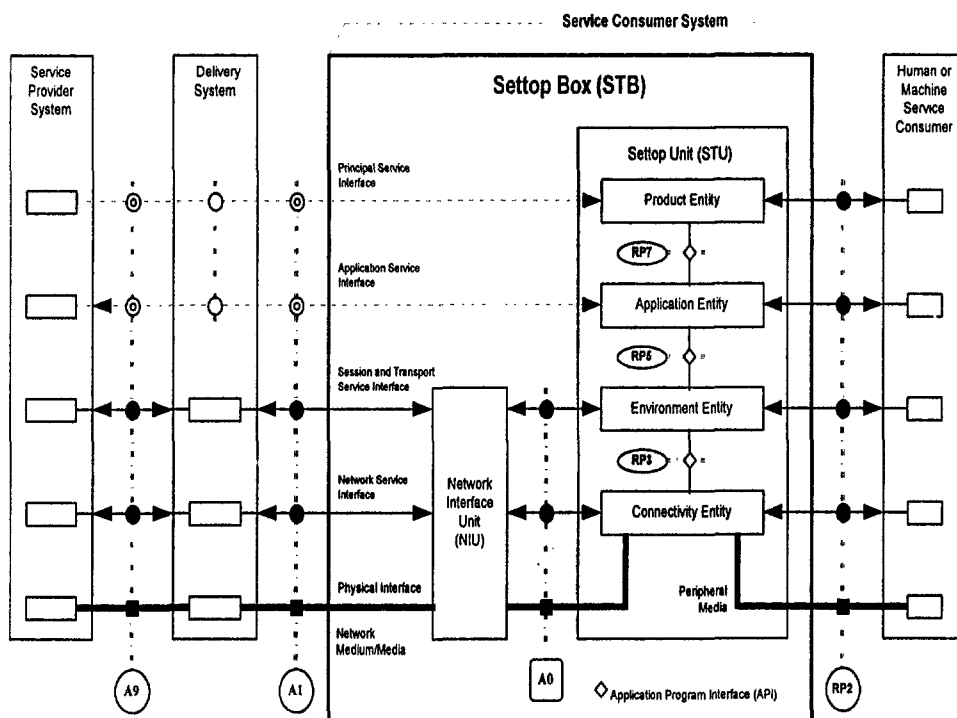 Service Consumer System
Service
Provider
System
Delivery
System
Settop Box (STB)
Human or
Machine
Service
Consumer
Settop Unit (STU)
Principal Service
Interface
Product Entity
RP7
Application Service
Interface
Application Entity
RP5
Session and Transport
Service Interface
Environment Entity
RP3
Network Service
Interface
Network
Interface
Unit
(NIU)
Connectivity Entity
Physical Interface
Peripheral
Media
Network
Medium/Media
A9
A1
A0
Application Program Interface (API)
RP2